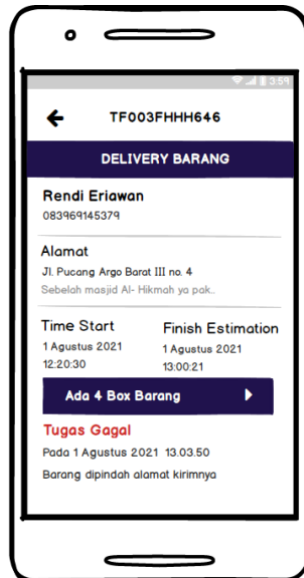 3:59
TF003FHHH646
DELIVERY BARANG
Rendi Eriawan
083969145379
Alamat
Jl. Pucang Argo Barat III no. 4
Sebelah masjid Al- Hikmah ya pak..
Time Start
Finish Estimation
1 Agustus 2021
1 Agustus 2021
12:20:30
13:00:21
Ada 4 Box Barang
Tugas Gagal
Pada 1 Agustus 2021 13.03.50
Barang dipindah alamat kirimnya